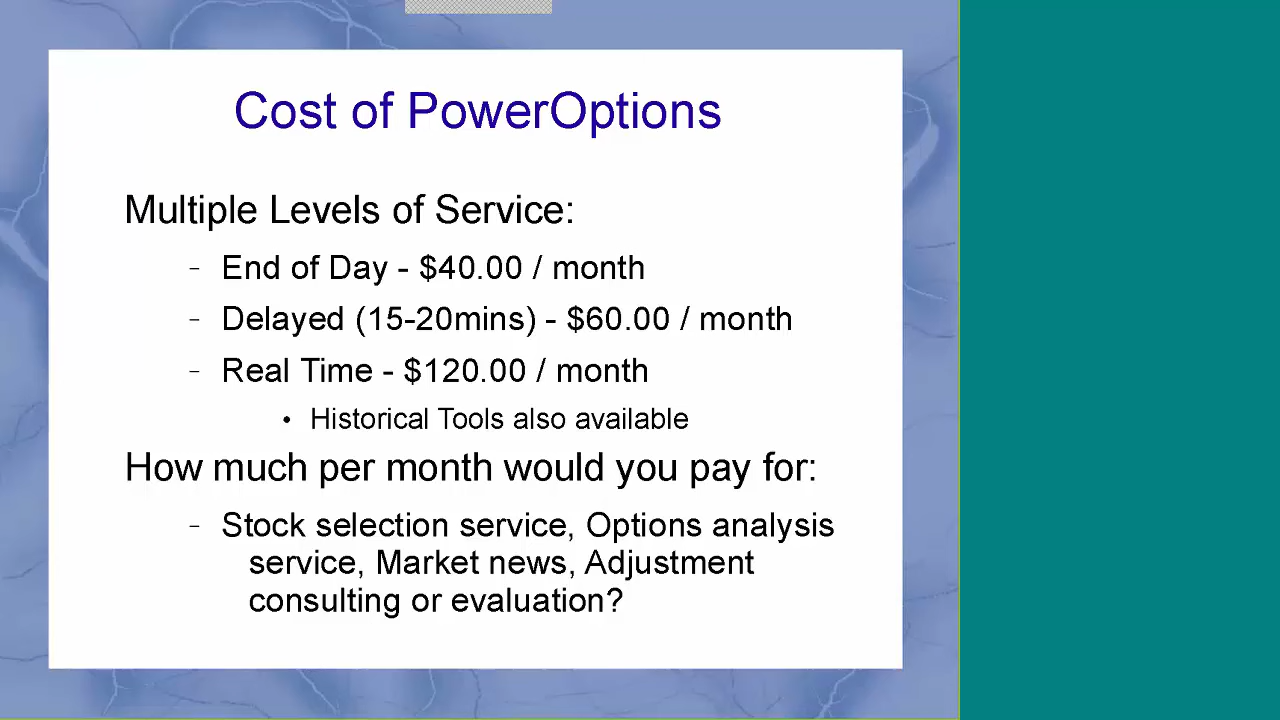 Cost of PowerOptions
Multiple Levels of Service:
- End of Day - $40.00 / month
- Delayed (15-20mins) - $60.00 / month
- Real Time - $120.00 / month
• Historical Tools also available
How much per month would you pay for:
- Stock selection service, Options analysis
service, Market news, Adjustment
consulting or evaluation?